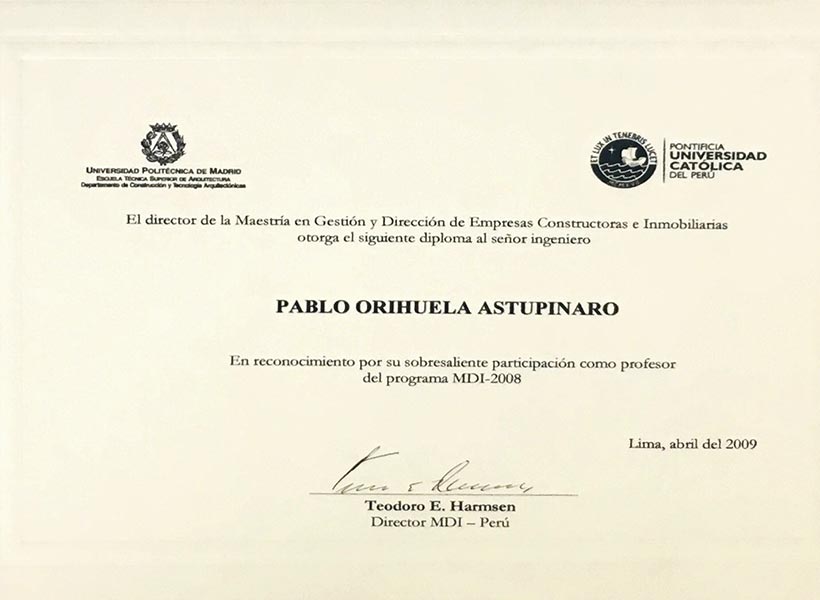 UNIVERSIDAD POLITÉCNICA DE MADRID
ESCUELA TÉCNICA SUPERIOR DE ARQUITECTURA
Departamento de Construcción y Tecnología Arquitectónicas
ET LUX IN TENEBRIS LUCET
PONTIFICIA
UNIVERSIDAD
CATÓLICA
DEL PERÚ
El director de la Maestría en Gestión y Dirección de Empresas Constructoras e Inmobiliarias
otorga el siguiente diploma al señor ingeniero
PABLO ORIHUELA ASTUPINARO
En reconocimiento por su sobresaliente participación como profesor
del programa MDI-2008
Lima, abril del 2009
Teodoro E. Harmsen
Director MDI – Perú